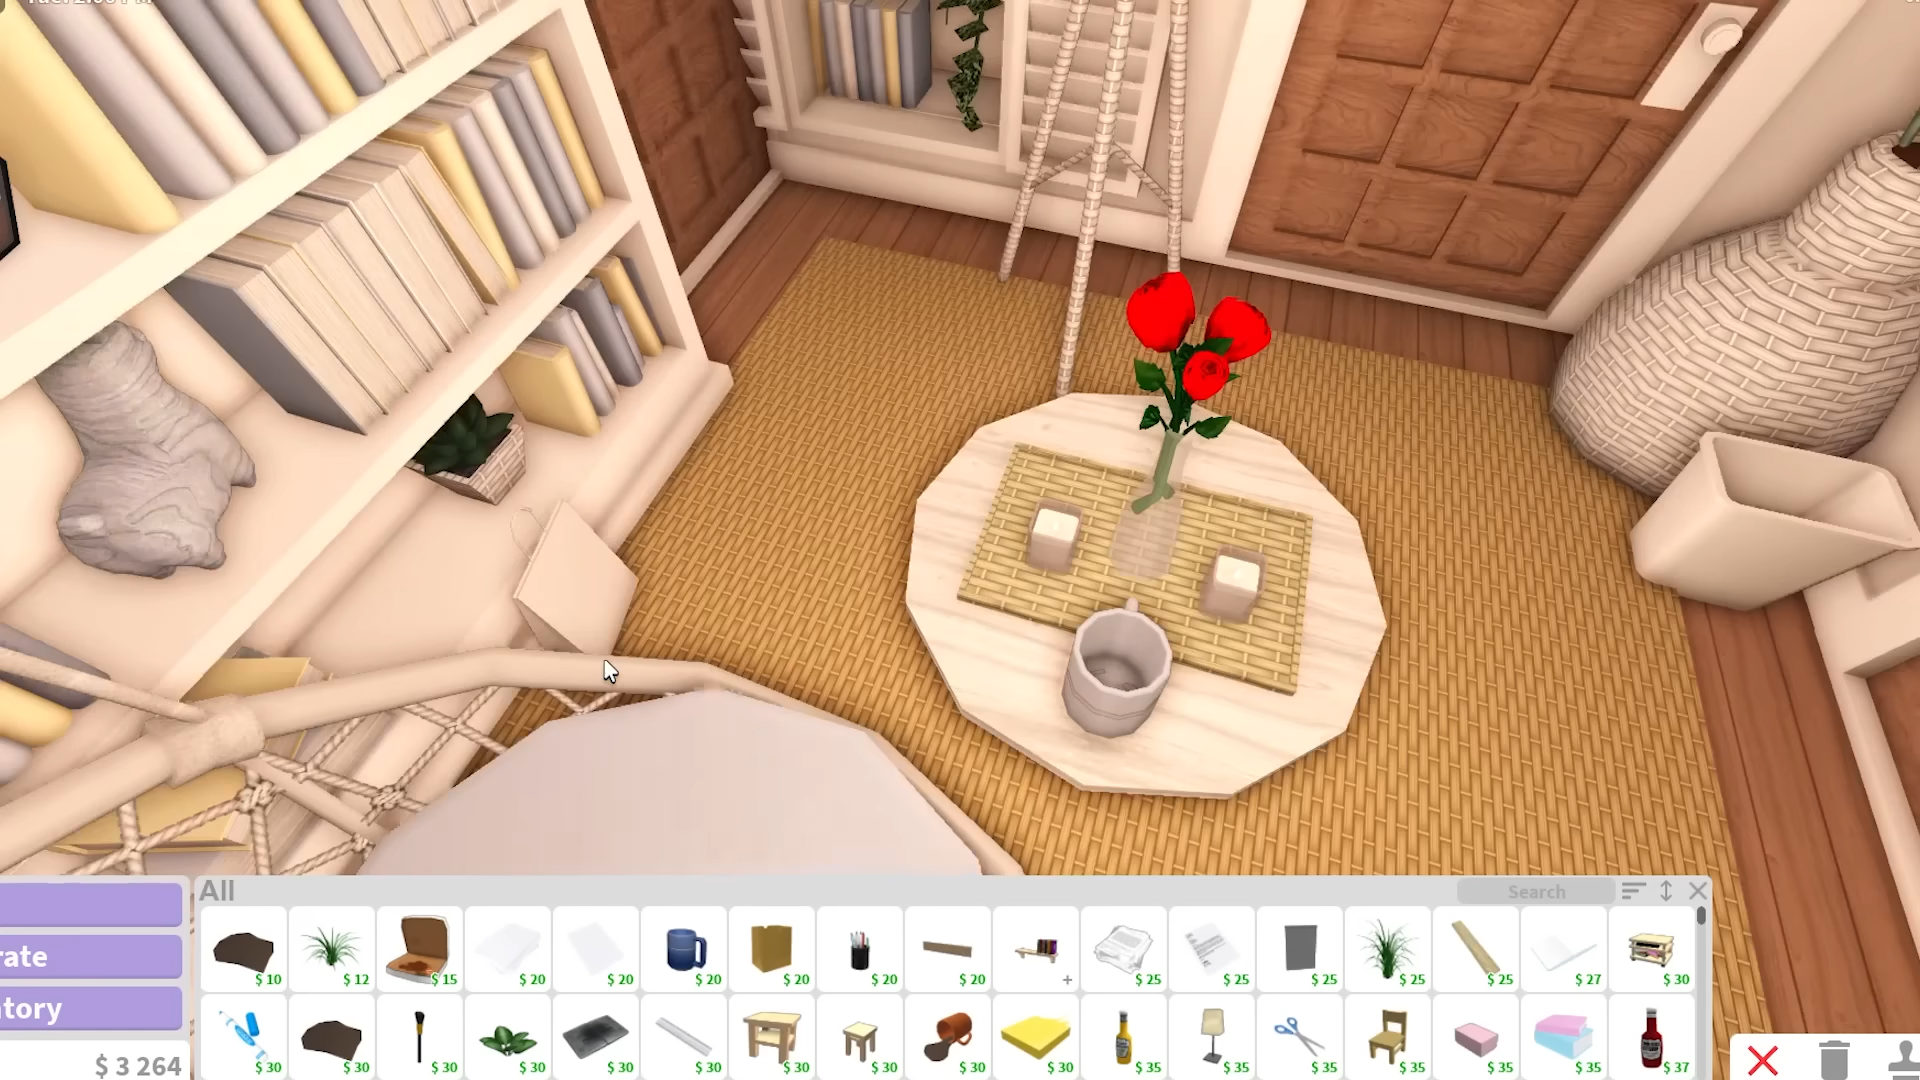 All
Search
$ 10 $ 12 $ 15 $ 20 $ 20 $ 20 $ 20 $ 20 $ 20 + $ 25 $ 25 $ 25 $ 25 $ 25 $ 27 $ 30
rate
tory
$ 30 $ 30 $ 30 $ 30 $ 30 $ 30 $ 30 $ 30 $ 30 $ 30 $ 35 $ 35 $ 35 $ 35 $ 35 $ 35 $ 37
$ 3 264